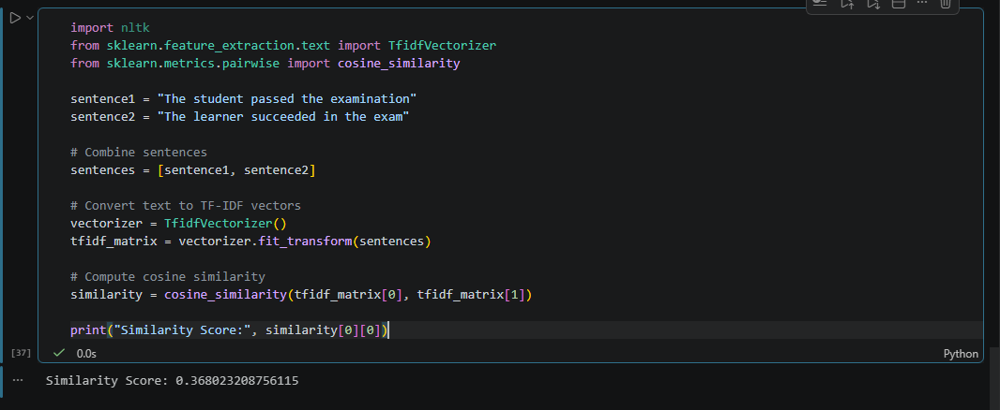 import nltk
from sklearn.feature_extraction.text import TfidfVectorizer
from sklearn.metrics.pairwise import cosine_similarity
sentence1 = "The student passed the examination"
sentence2 = "The learner succeeded in the exam"
# Combine sentences
sentences = [sentence1, sentence2]
# Convert text to TF-IDF vectors
vectorizer = TfidfVectorizer()
tfidf_matrix = vectorizer.fit_transform(sentences)
# Compute cosine similarity
similarity = cosine_similarity(tfidf_matrix[0], tfidf_matrix[1])
print("Similarity Score:", similarity[0][0])
[37] 0.0s Python
Similarity Score: 0.368023208756115